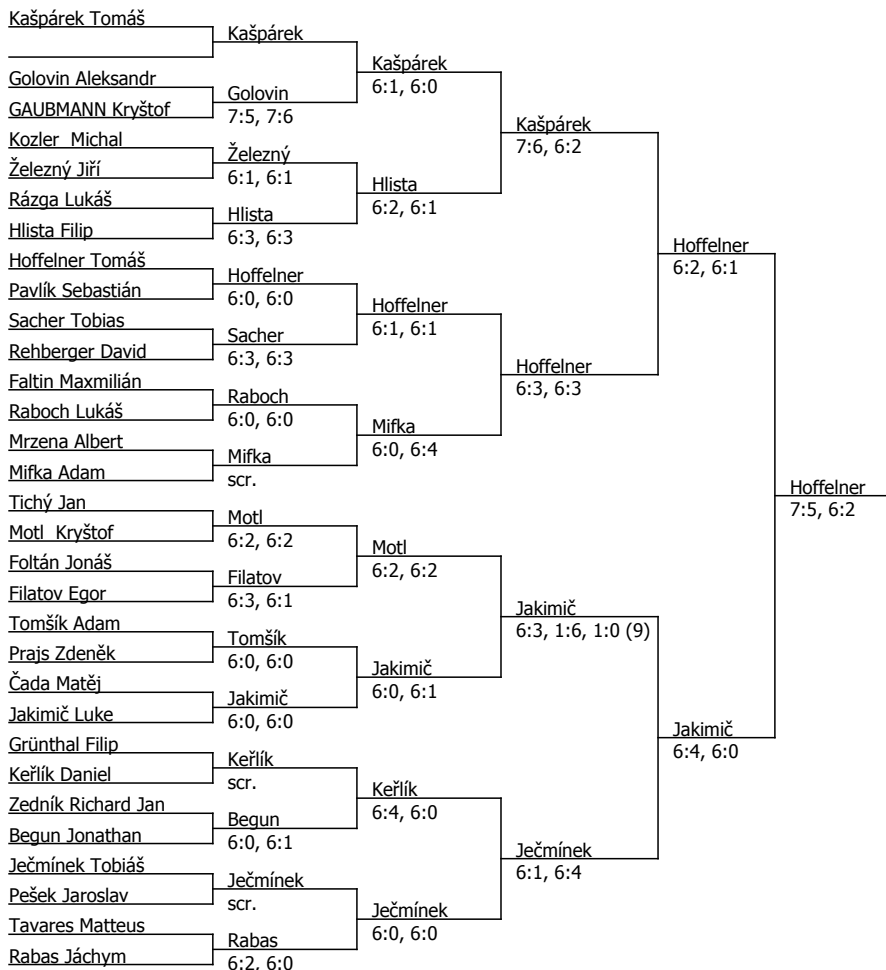 Kašpárek Tomáš
Golovin Aleksandr
GAUBMANN Kryštof
Kozler  Michal
Železný Jiří
Rázga Lukáš
Hlista Filip
Hoffelner Tomáš
Pavlík Sebastián
Sacher Tobias
Rehberger David
Faltin Maxmilián
Raboch Lukáš
Mrzena Albert
Mifka Adam
Tichý Jan
Motl  Kryštof
Foltán Jonáš
Filatov Egor
Tomšík Adam
Prajs Zdeněk
Čada Matěj
Jakimič Luke
Grünthal Filip
Keřlík Daniel
Zedník Richard Jan
Begun Jonathan
Ječmínek Tobiáš
Pešek Jaroslav
Tavares Matteus
Rabas Jáchym
Kašpárek
Golovin
7:5, 7:6
Železný
6:1, 6:1
Hlista
6:3, 6:3
Hoffelner
6:0, 6:0
Sacher
6:3, 6:3
Raboch
6:0, 6:0
Mifka
scr.
Motl
6:2, 6:2
Filatov
6:3, 6:1
Tomšík
6:0, 6:0
Jakimič
6:0, 6:0
Keřlík
scr.
Begun
6:0, 6:1
Ječmínek
scr.
Rabas
6:2, 6:0
Kašpárek
6:1, 6:0
Hlista
6:2, 6:1
Hoffelner
6:1, 6:1
Mifka
6:0, 6:4
Motl
6:2, 6:2
Jakimič
6:0, 6:1
Keřlík
6:4, 6:0
Ječmínek
6:0, 6:0
Kašpárek
7:6, 6:2
Hoffelner
6:3, 6:3
Jakimič
6:3, 1:6, 1:0 (9)
Ječmínek
6:1, 6:4
Hoffelner
6:2, 6:1
Jakimič
6:4, 6:0
Hoffelner
7:5, 6:2